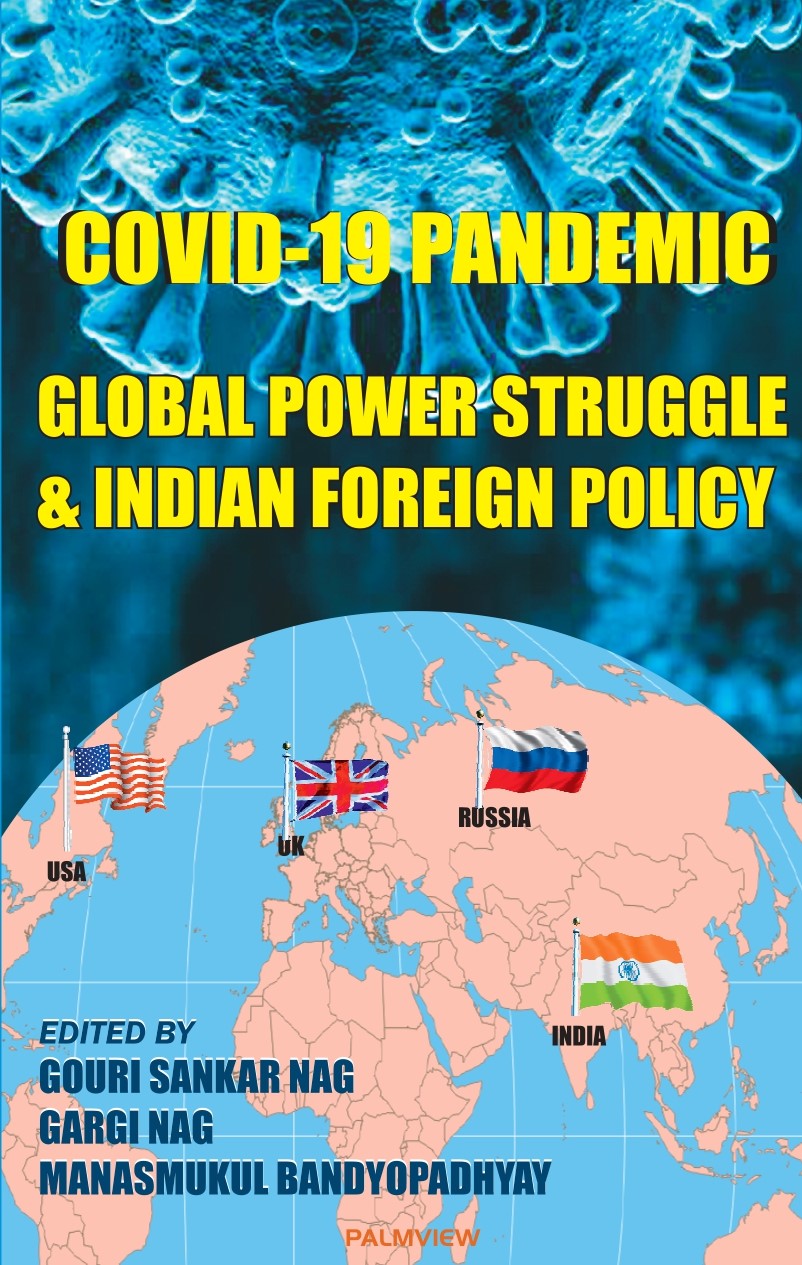 COVID-19 PANDEMIC
GLOBAL POWER STRUGGLE
& INDIAN FOREIGN POLICY
USA
UK
RUSSIA
INDIA
EDITED BY
GOURI SANKAR NAG
GARGI NAG
MANASMUKUL BANDYOPADHYAY
PALMVIEW